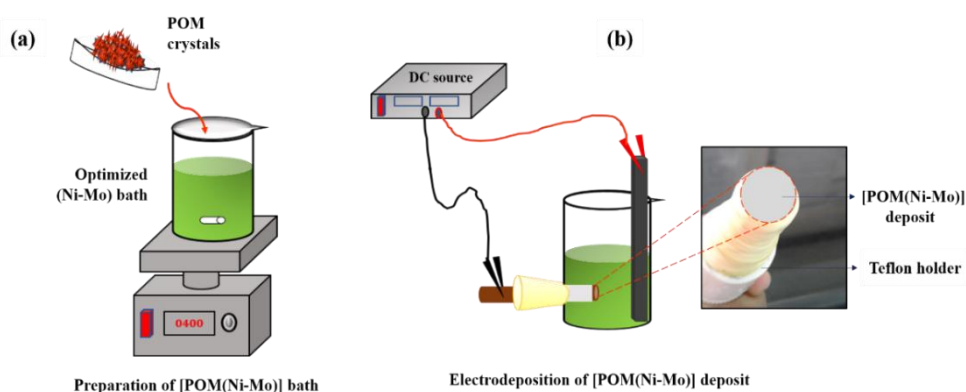 (a)
POM
crystals
Optimized
(Ni-Mo) bath
0400
Preparation of [POM(Ni-Mo)] bath
(b)
DC source
[POM(Ni-Mo)]
deposit
Teflon holder
Electrodeposition of [POM(Ni-Mo)] deposit